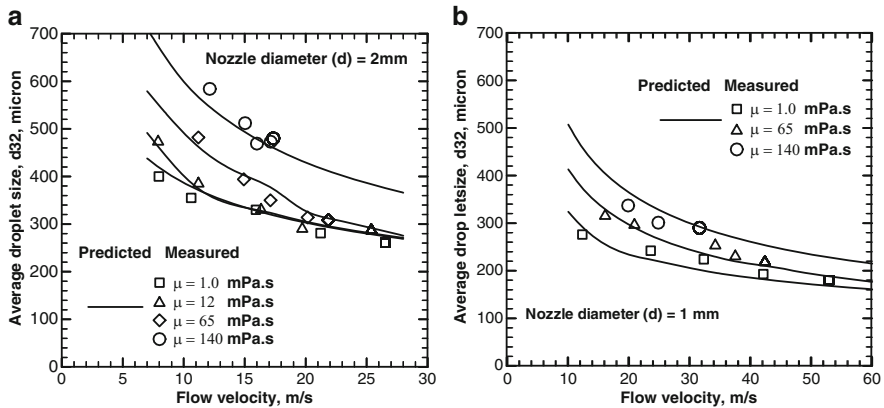 a
Average droplet size, d32, micron
700
600
500
400
300
200
100
0
Nozzle diameter (d) = 2mm
Predicted Measured
μ = 1.0 mPa.s
μ = 12 mPa.s
μ = 65 mPa.s
μ = 140 mPa.s
0 5 10 15 20 25 30
Flow velocity, m/s
b
Average drop letsize, d32, micron
700
600
500
400
300
200
100
0
Predicted Measured
μ = 1.0 mPa.s
μ = 65 mPa.s
μ = 140 mPa.s
Nozzle diameter (d) = 1 mm
0 10 20 30 40 50 60
Flow velocity, m/s